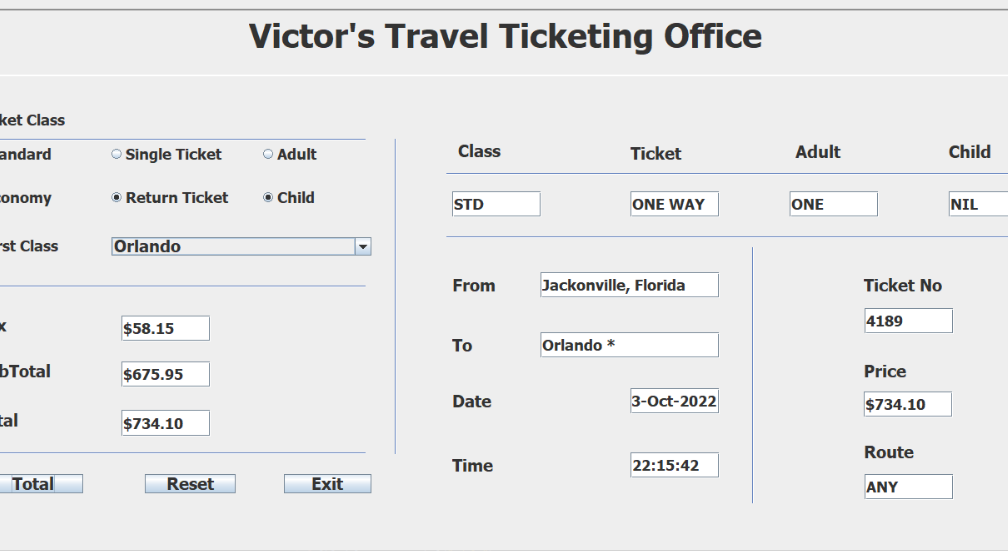 Victor's Travel Ticketing Office
ket Class
andard Single Ticket Adult
onomy Return Ticket Child
rst Class Orlando
x $58.15
bTotal $675.95
tal $734.10
Total Reset Exit
Class Ticket Adult Child
STD ONE WAY ONE NIL
From Jackonville, Florida
To Orlando *
Date 3-Oct-2022
Time 22:15:42
Ticket No
4189
Price
$734.10
Route
ANY